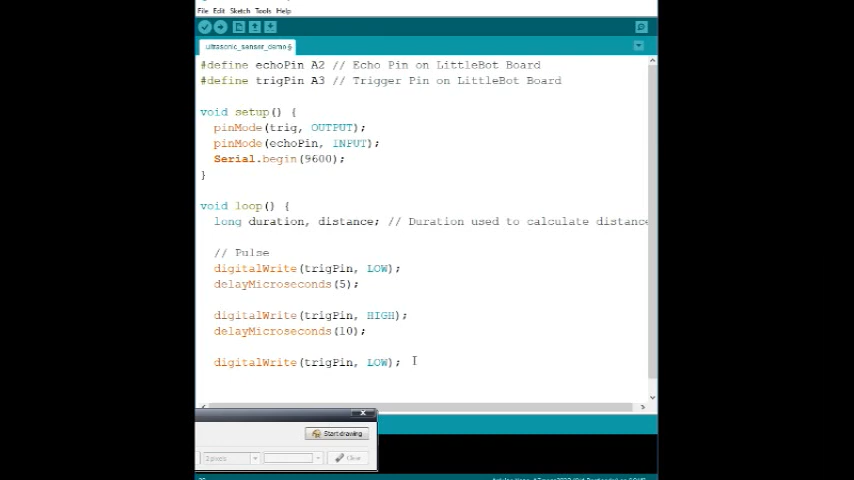 File Edit Sketch Tools Help
ultrasonic_sensor_demo§
#define echoPin A2 // Echo Pin on LittleBot Board
#define trigPin A3 // Trigger Pin on LittleBot Board
void setup() {
pinMode(trig, OUTPUT);
pinMode(echoPin, INPUT);
Serial.begin(9600);
}
void loop() {
long duration, distance; // Duration used to calculate distance
// Pulse
digitalWrite(trigPin, LOW);
delayMicroseconds(5);
digitalWrite(trigPin, HIGH);
delayMicroseconds(10);
digitalWrite(trigPin, LOW);
Start drawing
2 pixels
Clear